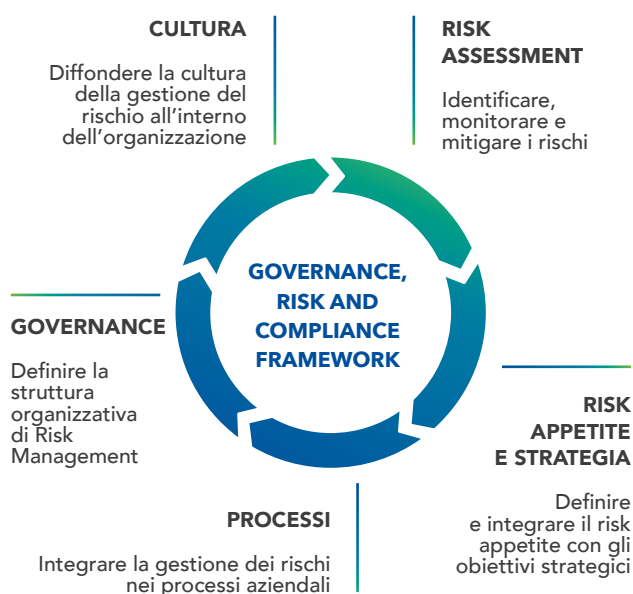 CULTURA
Diffondere la cultura
della gestione del
rischio all’interno
dell’organizzazione
RISK
ASSESSMENT
Identificare,
monitorare e
mitigare i rischi
GOVERNANCE,
RISK AND
COMPLIANCE
FRAMEWORK
GOVERNANCE
Definire la
struttura
organizzativa
di Risk
Management
RISK
APPETITE
E STRATEGIA
Definire
e integrare il risk
appetite con gli
obiettivi strategici
PROCESSI
Integrare la gestione dei rischi
nei processi aziendali